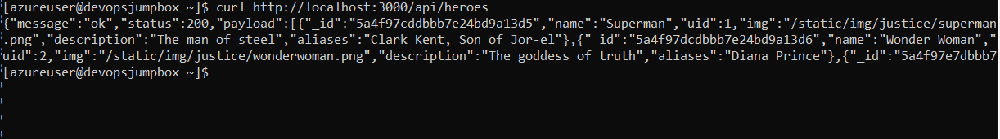 [azureuser@devopsjumpbox ~]$ curl http://localhost:3000/api/heroes
{"message":"ok","status":200,"payload":[{"_id":"5a4f97cddbbb7e24bd9a13d5","name":"Superman","uid":1,"img":"/static/img/justice/superman
.png","description":"The man of steel","aliases":"Clark Kent, Son of Jor-el"},{"_id":"5a4f97dcdbbb7e24bd9a13d6","name":"Wonder Woman","
uid":2,"img":"/static/img/justice/wonderwoman.png","description":"The goddess of truth","aliases":"Diana Prince"},{"_id":"5a4f97e7dbbb7
[azureuser@devopsjumpbox ~]$